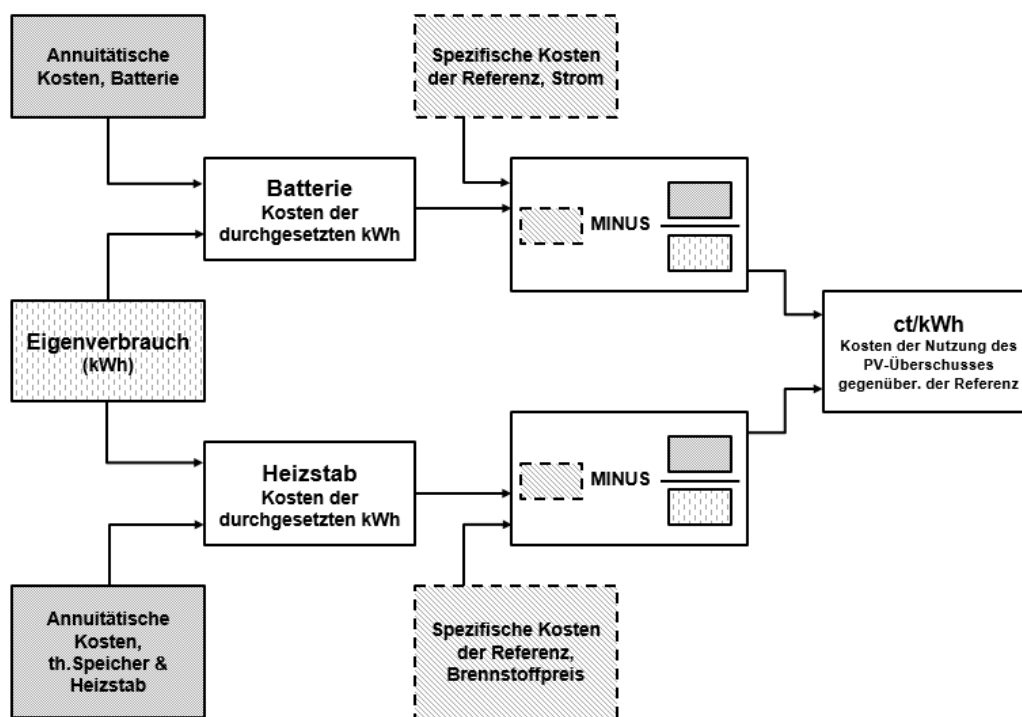 Annuitätische
Kosten, Batterie
Spezifische Kosten
der Referenz, Strom
Batterie
Kosten der
durchgesetzten kWh
MINUS
Eigenverbrauch
(kWh)
ct/kWh
Kosten der Nutzung des
PV-Überschusses
gegenüber. der Referenz
Heizstab
Kosten der
durchgesetzten kWh
MINUS
Annuitätische
Kosten,
th.Speicher &
Heizstab
Spezifische Kosten
der Referenz,
Brennstoffpreis